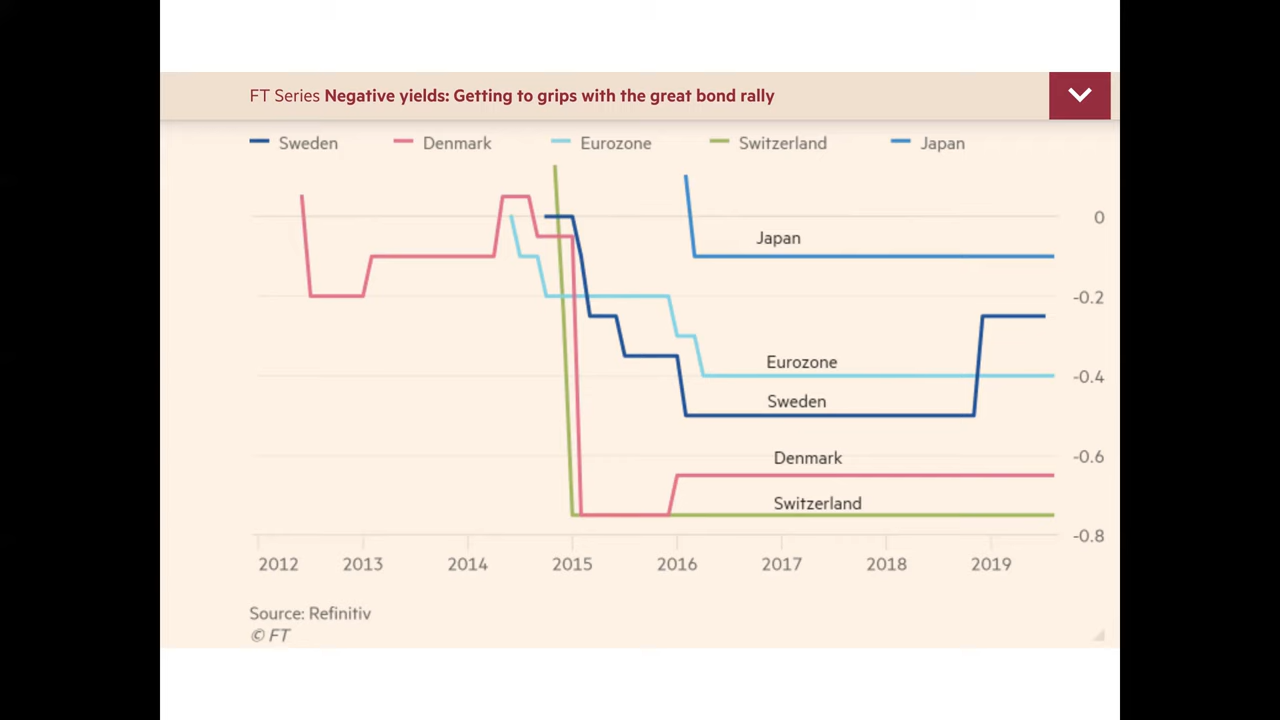 FT Series Negative yields: Getting to grips with the great bond rally
Sweden Denmark Eurozone Switzerland Japan
0
Japan
-0.2
Eurozone
-0.4
Sweden
Denmark
-0.6
Switzerland
-0.8
2012 2013 2014 2015 2016 2017 2018 2019
Source: Refinitiv
© FT